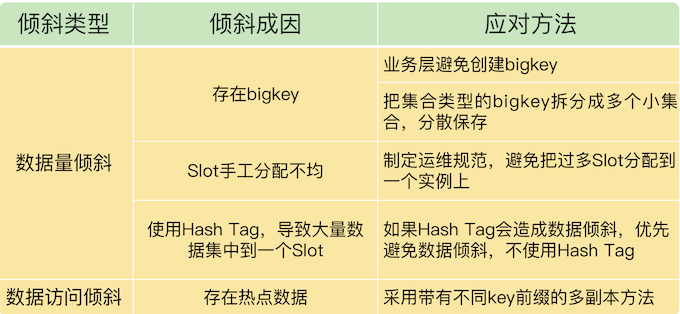 倾斜类型 倾斜成因 应对方法
数据量倾斜
存在bigkey
业务层避免创建bigkey
把集合类型的bigkey拆分成多个小集
合，分散保存
Slot手工分配不均
制定运维规范，避免把过多Slot分配到
一个实例上
使用Hash Tag，导致大量数
据集中到一个Slot
如果Hash Tag会造成数据倾斜，优先
避免数据倾斜，不使用Hash Tag
数据访问倾斜 存在热点数据 采用带有不同key前缀的多副本方法